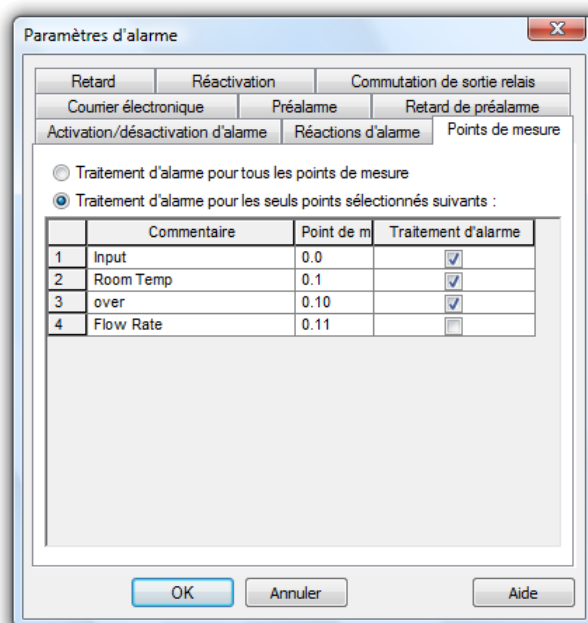 Paramètres d'alarme
Retard Réactivation Commutation de sortie relais
Courrier électronique Préalarme Retard de préalarme
Activation/désactivation d'alarme Réactions d'alarme Points de mesure
Traitement d'alarme pour tous les points de mesure
Traitement d'alarme pour les seuls points sélectionnés suivants :
Commentaire Point de m Traitement d'alarme
1 Input 0.0
2 Room Temp 0.1
3 over 0.10
4 Flow Rate 0.11
OK Annuler Aide